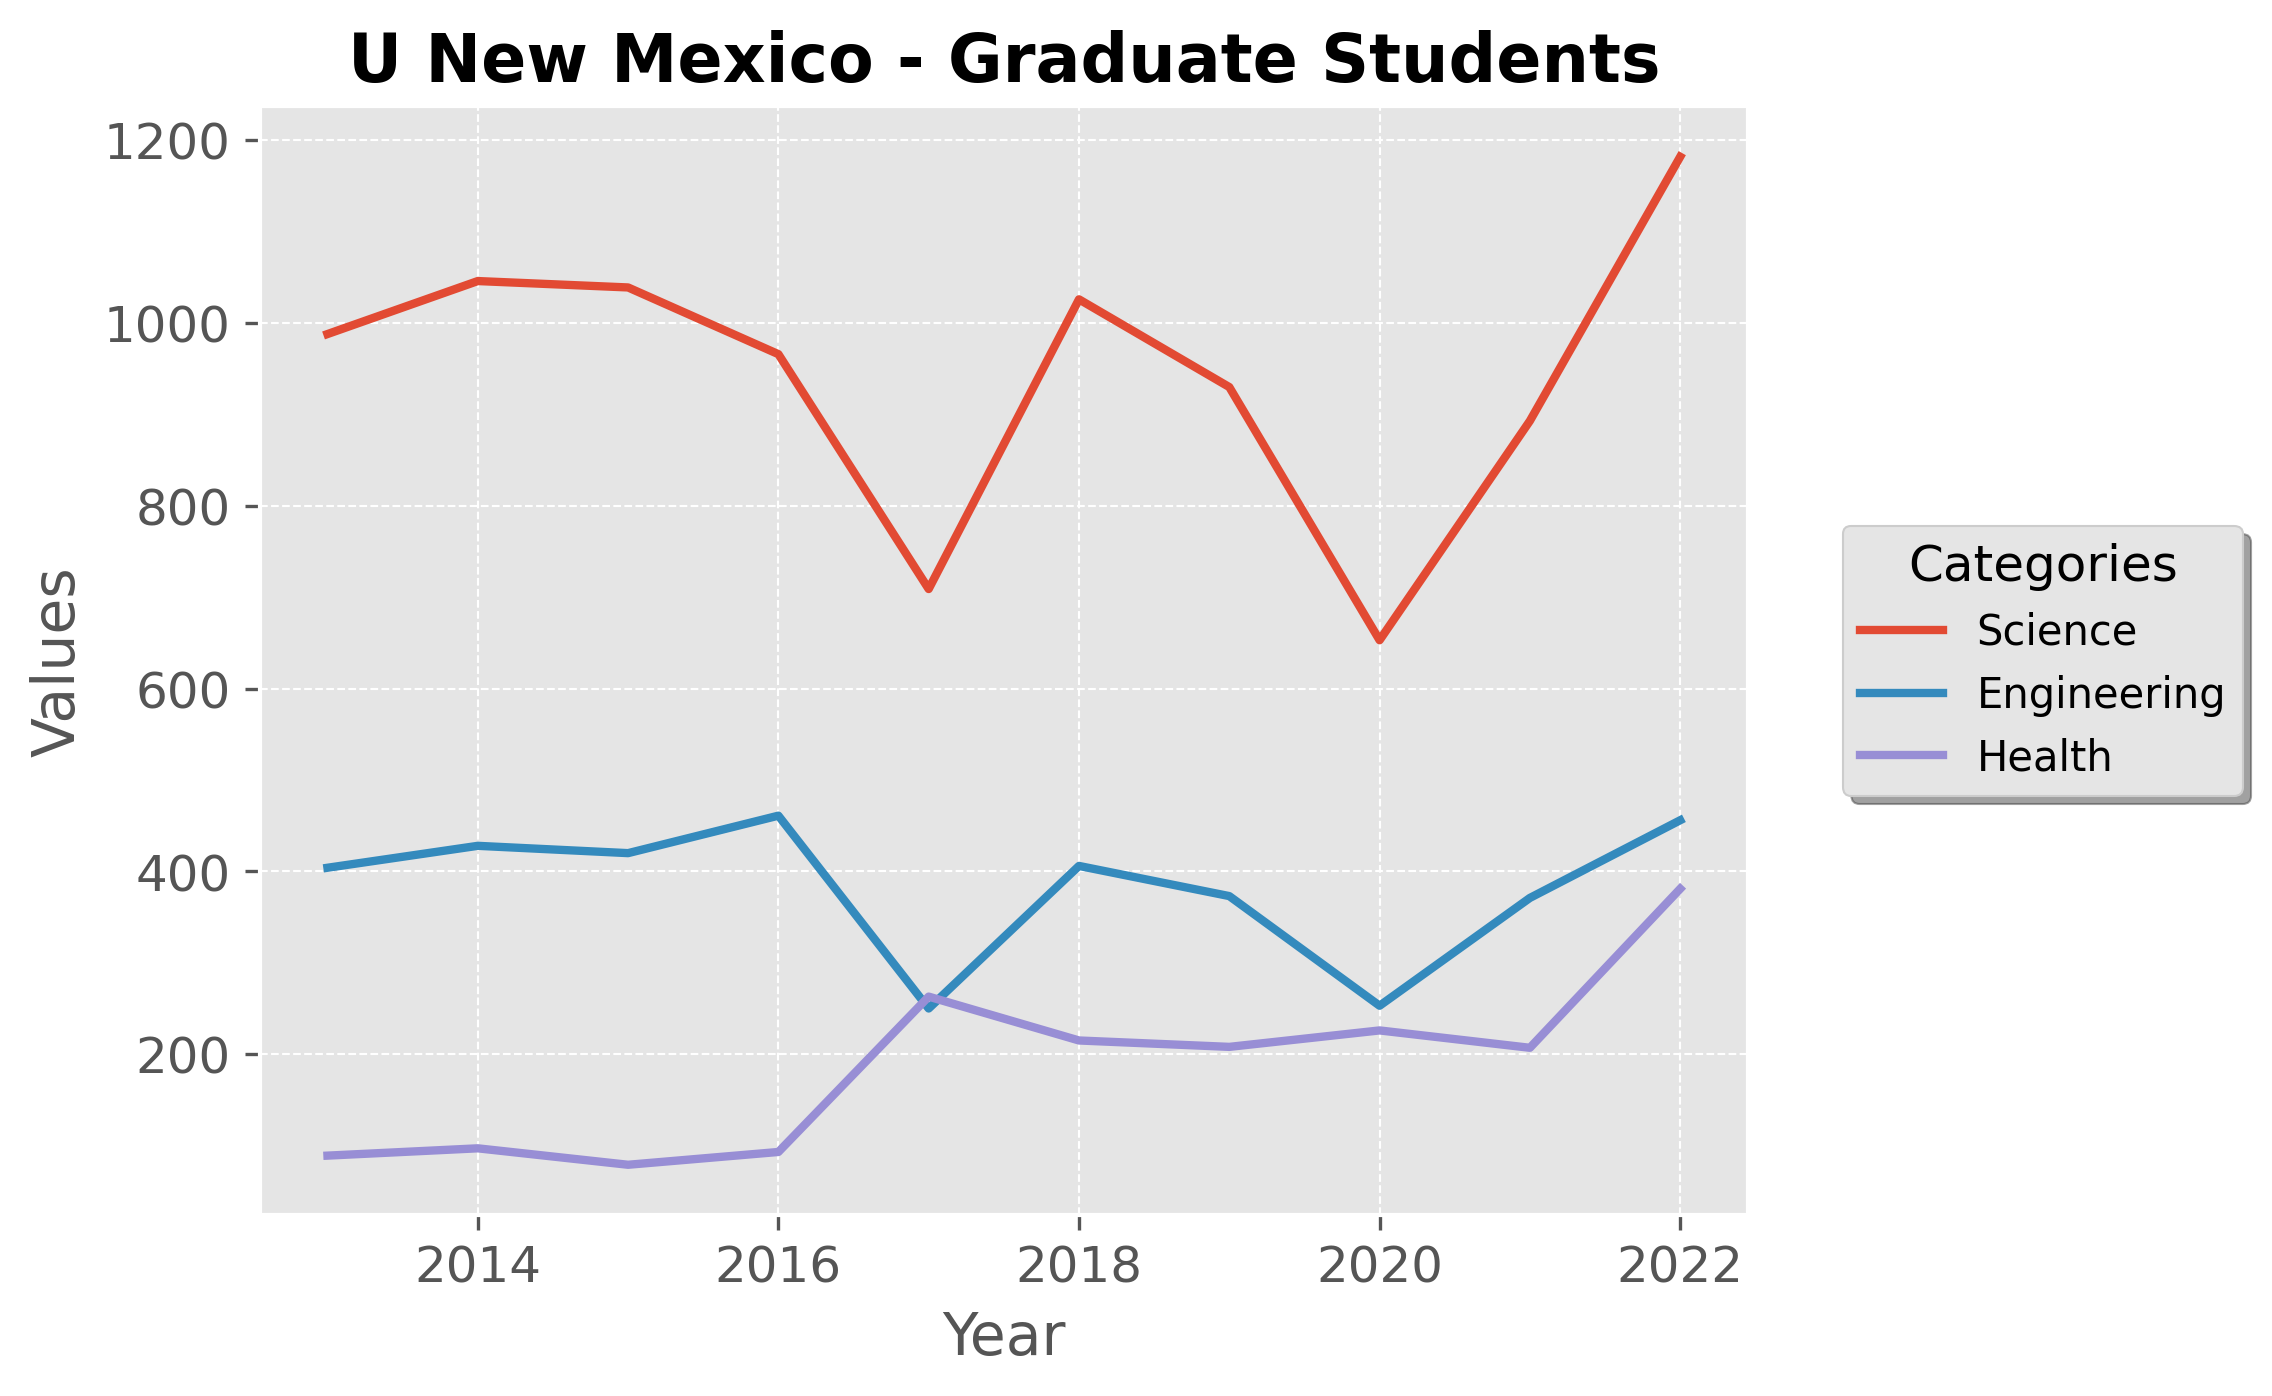 U New Mexico - Graduate Students
1200
1000
800
600
400
200
Values
2014 2016 2018 2020 2022
Year
Categories
Science
Engineering
Health